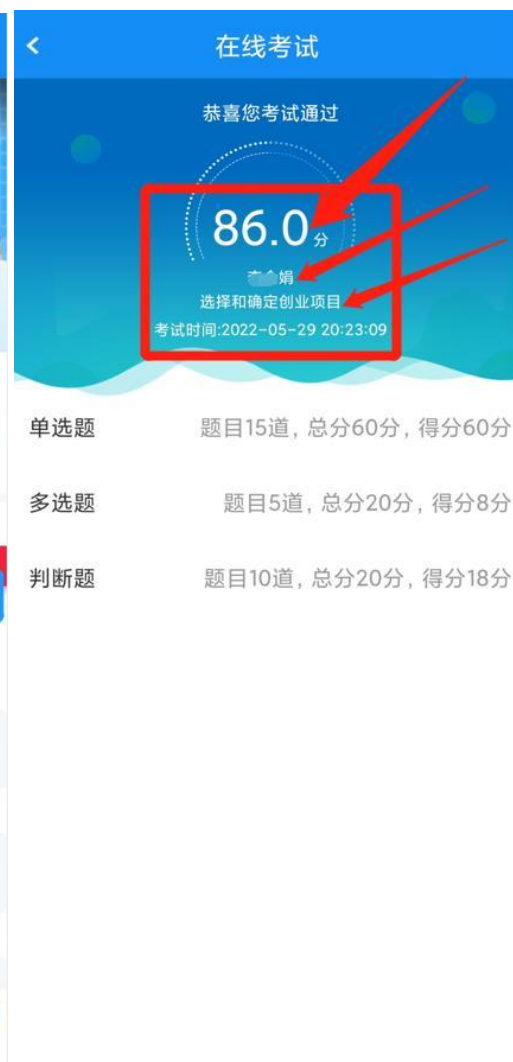 在线考试
恭喜您考试通过
86.0分
娟
选择和确定创业项目
考试时间:2022-05-29 20:23:09
单选题 题目15道, 总分60分, 得分60分
多选题 题目5道, 总分20分, 得分8分
判断题 题目10道, 总分20分, 得分18分